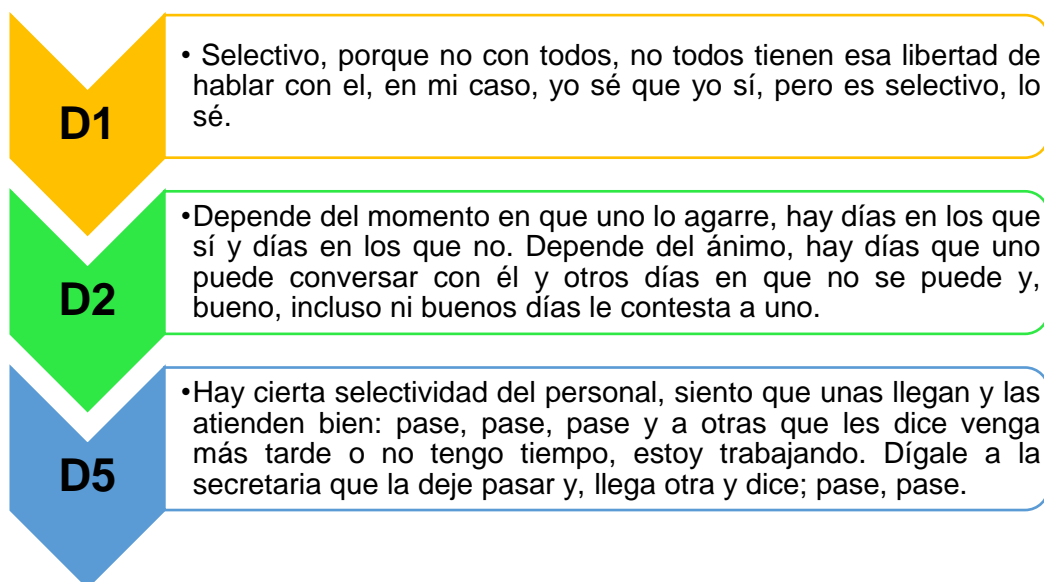 D1
• Selectivo, porque no con todos, no todos tienen esa libertad de
hablar con el, en mi caso, yo sé que yo sí, pero es selectivo, lo
sé.
D2
•Depende del momento en que uno lo agarre, hay días en los que
sí y días en los que no. Depende del ánimo, hay días que uno
puede conversar con él y otros días en que no se puede y,
bueno, incluso ni buenos días le contesta a uno.
D5
•Hay cierta selectividad del personal, siento que unas llegan y las
atienden bien: pase, pase, pase y a otras que les dice venga
más tarde o no tengo tiempo, estoy trabajando. Dígale a la
secretaria que la deje pasar y, llega otra y dice; pase, pase.